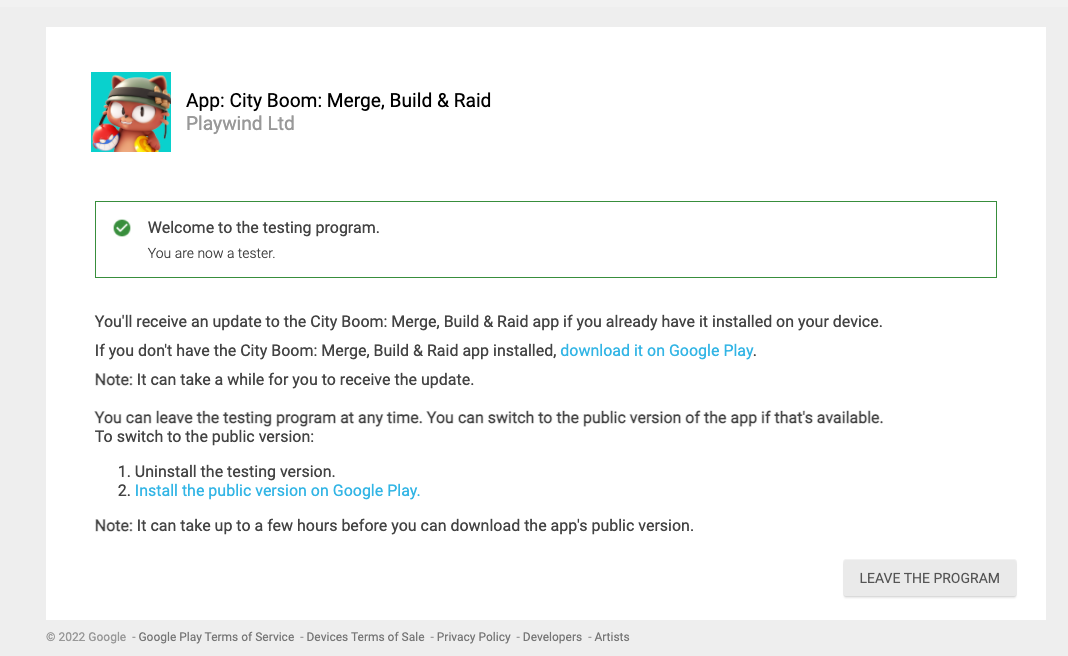 App: City Boom: Merge, Build & Raid
Playwind Ltd
Welcome to the testing program.
You are now a tester.
You'll receive an update to the City Boom: Merge, Build & Raid app if you already have it installed on your device.
If you don't have the City Boom: Merge, Build & Raid app installed, download it on Google Play.
Note: It can take a while for you to receive the update.
You can leave the testing program at any time. You can switch to the public version of the app if that's available.
To switch to the public version:
1. Uninstall the testing version.
2. Install the public version on Google Play.
Note: It can take up to a few hours before you can download the app's public version.
LEAVE THE PROGRAM
© 2022 Google - Google Play Terms of Service - Devices Terms of Sale - Privacy Policy - Developers - Artists